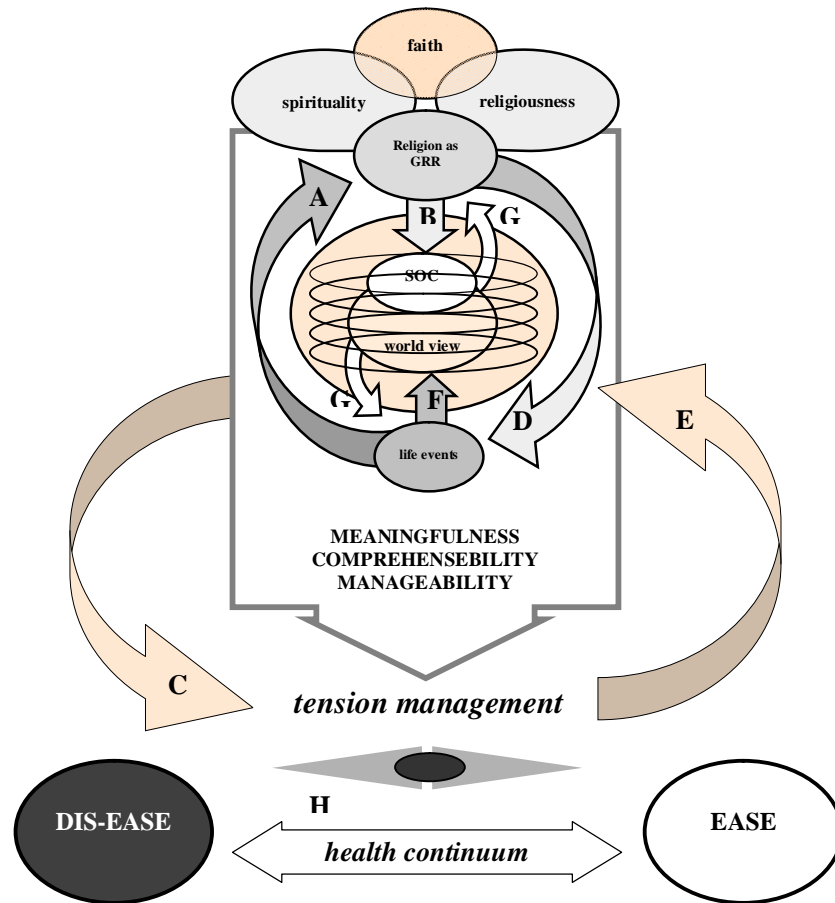 faith
spirituality
religiousness
Religion as
GRR
A
B
G
SOC
world view
G
F
D
E
life events
MEANINGFULNESS
COMPREHENSEBILITY
MANAGEABILITY
C
tension management
H
DIS-EASE
EASE
health continuum